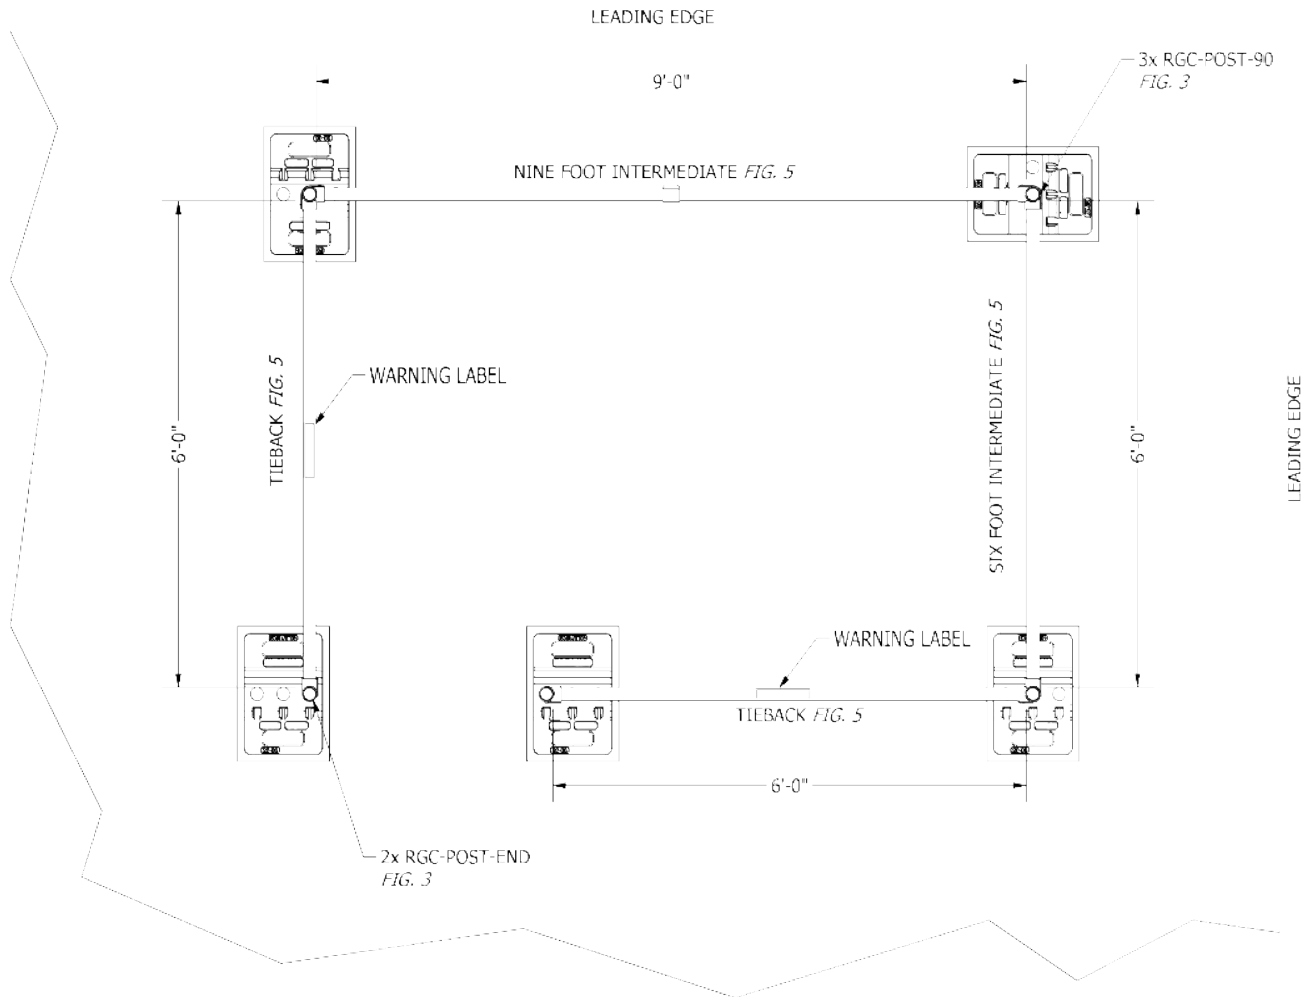 LEADING EDGE
3x RGC-POST-90
FIG. 3
9'-0"
NINE FOOT INTERMEDIATE FIG. 5
TIEBACK FIG. 5
WARNING LABEL
6'-0"
SIX FOOT INTERMEDIATE FIG. 5
6'-0"
LEADING EDGE
WARNING LABEL
TIEBACK FIG. 5
6'-0"
2x RGC-POST-END
FIG. 3